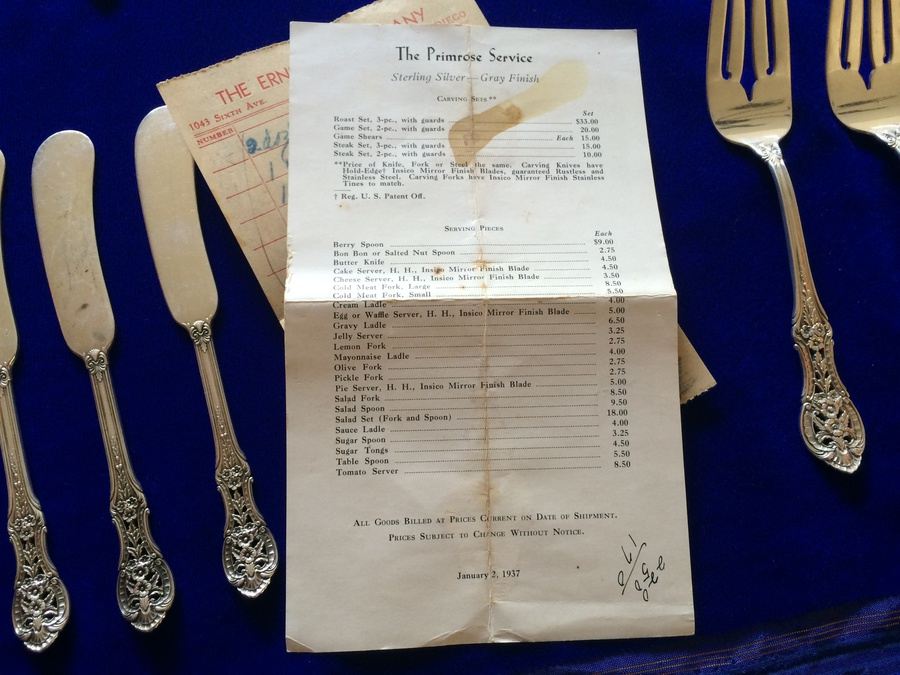 ANY
DIEGO
THE ERN
1043 SIXTH AVE.
NUMBER
The Primrose Service
Sterling Silver—Gray Finish
CARVING SETS**
Set
Roast Set, 3-pc., with guards $33.00
Game Set, 2-pc., with guards 20.00
Game Shears Each 15.00
Steak Set, 3-pc., with guards 15.00
Steak Set, 2-pc., with guards 10.00
**Price of Knife, Fork or Steel the same. Carving Knives have
Hold-Edge† Insico Mirror Finish Blades, guaranteed Rustless and
Stainless Steel. Carving Forks have Insico Mirror Finish Stainless
Tines to match.
† Reg. U. S. Patent Off.
SERVING PIECES
Each
Berry Spoon $9.00
Bon Bon or Salted Nut Spoon 2.75
Butter Knife 4.50
Cake Server, H. H., Insico Mirror Finish Blade 4.50
Cheese Server, H. H., Insico Mirror Finish Blade 3.50
Cold Meat Fork, Large 8.50
Cold Meat Fork, Small 5.50
Cream Ladle 4.00
Egg or Waffle Server, H. H., Insico Mirror Finish Blade 5.00
Gravy Ladle 6.50
Jelly Server 3.25
Lemon Fork 2.75
Mayonnaise Ladle 4.00
Olive Fork 2.75
Pickle Fork 2.75
Pie Server, H. H., Insico Mirror Finish Blade 5.00
Salad Fork 8.50
Salad Spoon 9.50
Salad Set (Fork and Spoon) 18.00
Sauce Ladle 4.00
Sugar Spoon 3.25
Sugar Tongs 4.50
Table Spoon 5.50
Tomato Server 8.50
ALL GOODS BILLED AT PRICES CURRENT ON DATE OF SHIPMENT.
PRICES SUBJECT TO CHANGE WITHOUT NOTICE.
January 2, 1937